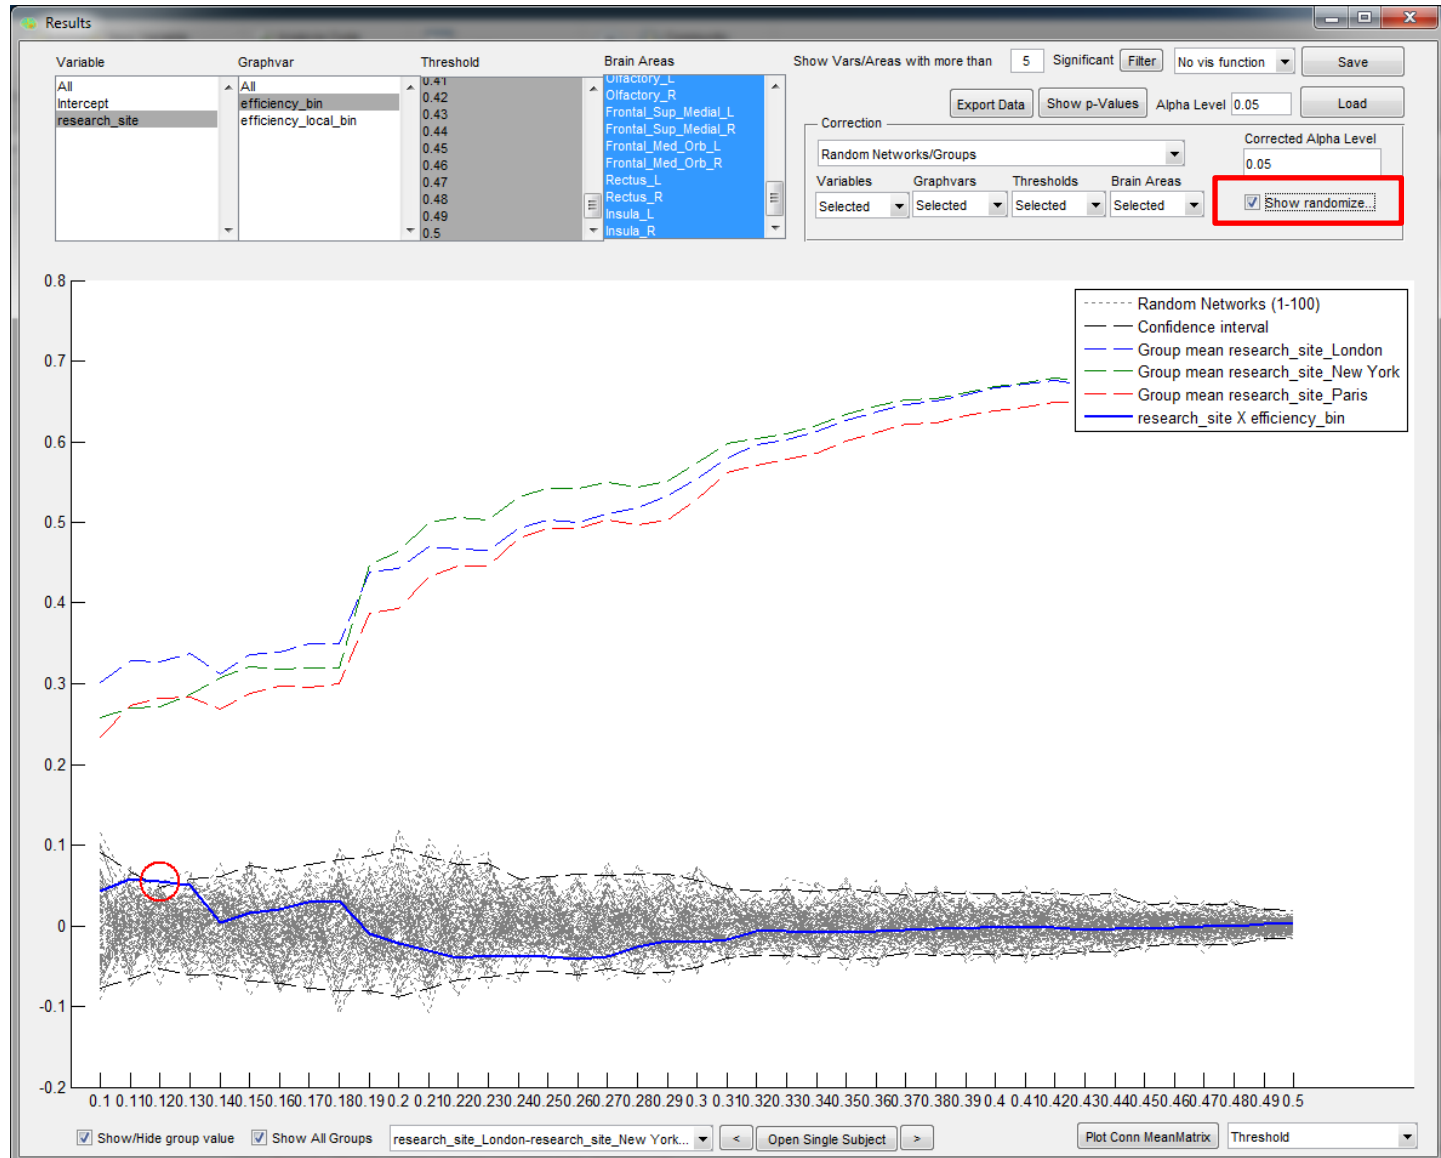 Results
Variable Graphvar Threshold Brain Areas Show Vars/Areas with more than 5 Significant Filter No vis function Save
All
Intercept
research_site
All
efficiency_bin
efficiency_local_bin
0.41
0.42
0.43
0.44
0.45
0.46
0.47
0.48
0.49
0.5
Olfactory_L
Olfactory_R
Frontal_Sup_Medial_L
Frontal_Sup_Medial_R
Frontal_Med_Orb_L
Frontal_Med_Orb_R
Rectus_L
Rectus_R
Insula_L
Insula_R
Export Data Show p-Values Alpha Level 0.05 Load
Correction
Random Networks/Groups
Corrected Alpha Level
0.05
Variables Graphvars Thresholds Brain Areas
Selected Selected Selected Selected
Show randomize...
0.8
0.7
0.6
0.5
0.4
0.3
0.2
0.1
0
-0.1
-0.2
Random Networks (1-100)
Confidence interval
Group mean research_site_London
Group mean research_site_New York
Group mean research_site_Paris
research_site X efficiency_bin
0.1 0.11 0.12 0.13 0.14 0.15 0.16 0.17 0.18 0.19 0.2 0.21 0.22 0.23 0.24 0.25 0.26 0.27 0.28 0.29 0.3 0.31 0.32 0.33 0.34 0.35 0.36 0.37 0.38 0.39 0.4 0.41 0.42 0.43 0.44 0.45 0.46 0.47 0.48 0.49 0.5
Show/Hide group value Show All Groups research_site_London-research_site_New York... < Open Single Subject > Plot Conn MeanMatrix Threshold